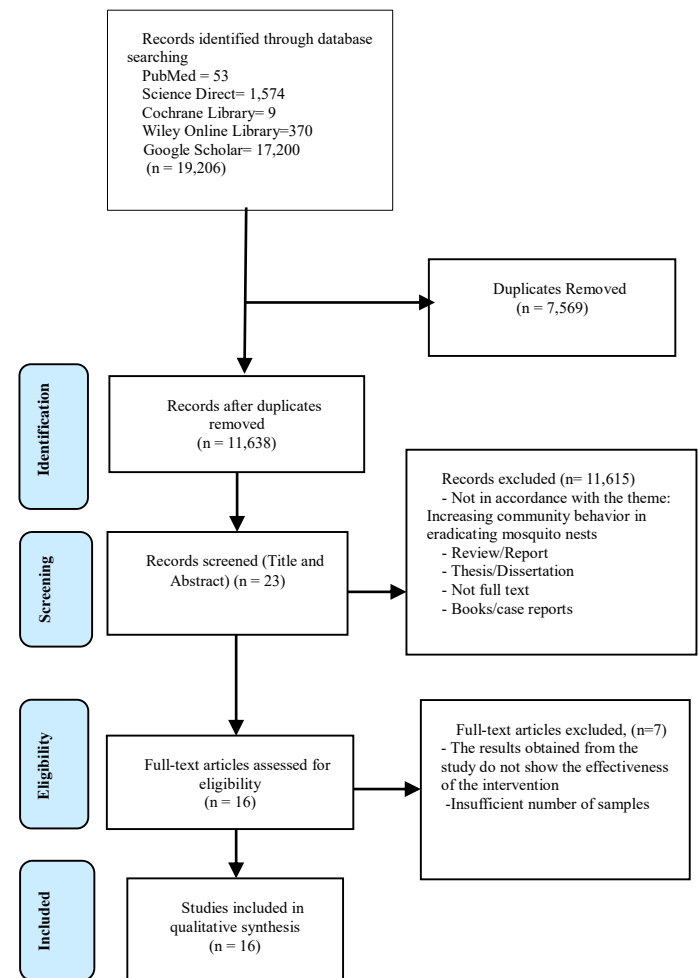 Records identified through database
searching
PubMed = 53
Science Direct= 1,574
Cochrane Library= 9
Wiley Online Library=370
Google Scholar= 17,200
(n = 19,206)
Duplicates Removed
(n = 7,569)
Identification
Records after duplicates
removed
(n = 11,638)
Records excluded (n= 11,615)
- Not in accordance with the theme:
Increasing community behavior in
eradicating mosquito nests
- Review/Report
- Thesis/Dissertation
- Not full text
- Books/case reports
Screening
Records screened (Title and
Abstract) (n = 23)
Eligibility
Full-text articles assessed for
eligibility
(n = 16)
Full-text articles excluded, (n=7)
- The results obtained from the
study do not show the effectiveness
of the intervention
-Insufficient number of samples
Included
Studies included in
qualitative synthesis
(n = 16)